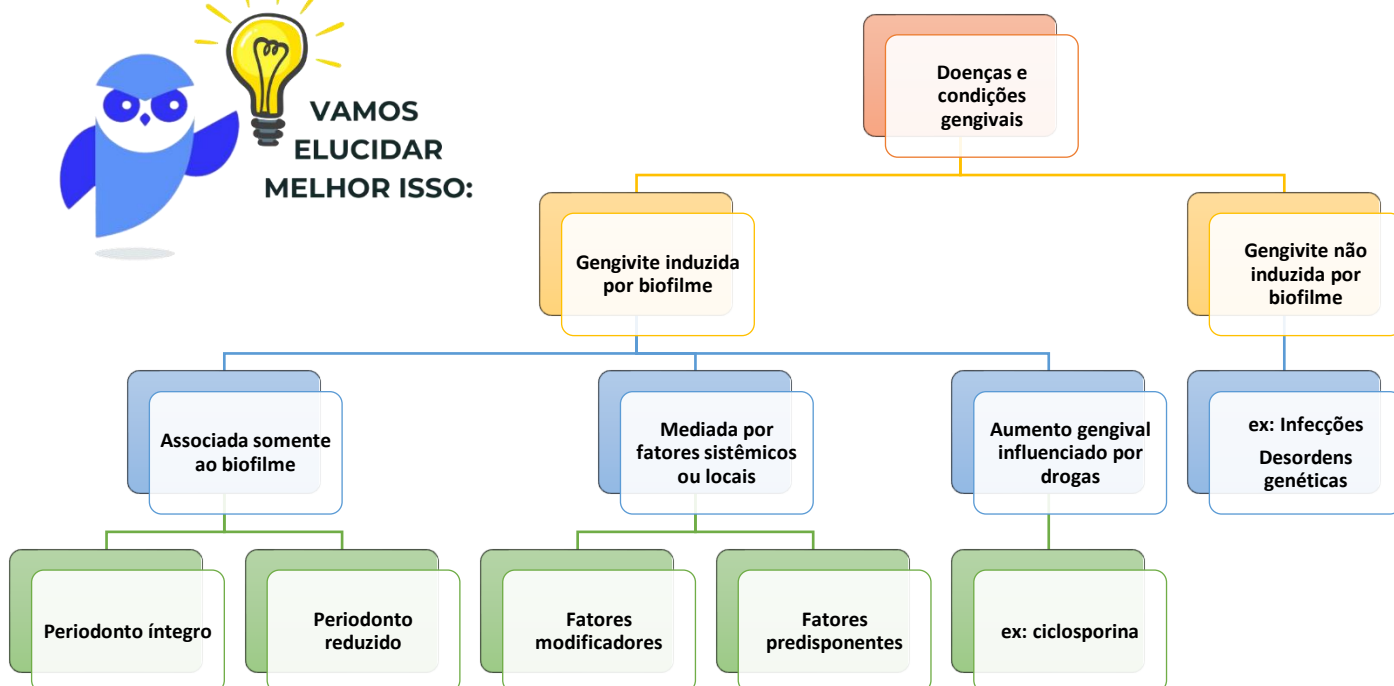 VAMOS
ELUCIDAR
MELHOR ISSO:
Doenças e
condições
gengivais
Gengivite induzida
por biofilme
Gengivite não
induzida por
biofilme
Associada somente
ao biofilme
Mediada por
fatores sistêmicos
ou locais
Aumento gengival
influenciado por
drogas
ex: Infecções
Desordens
genéticas
Periodonto íntegro
Periodonto
reduzido
Fatores
modificadores
Fatores
predisponentes
ex: ciclosporina